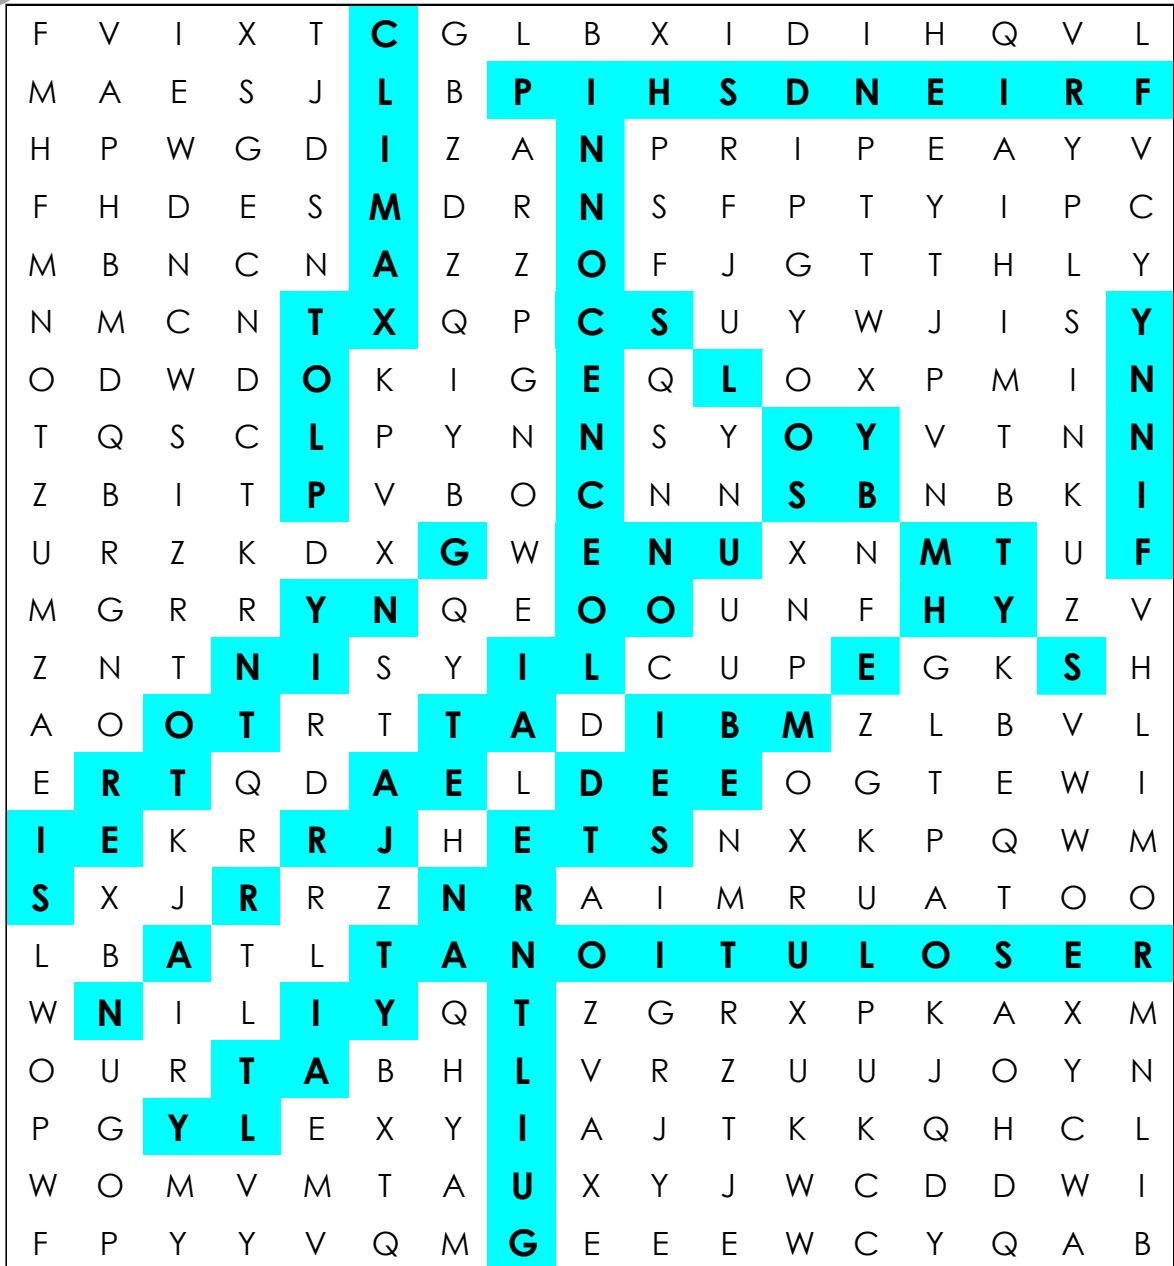 F V I X T C G L B X I D I H Q V L
M A E S J L B P I H S D N E I R F
H P W G D I Z A N P R I P E A Y V
F H D E S M D R N S F P T Y I P C
M B N C N A Z Z O F J G T T H L Y
N M C N T X Q P C S U Y W J I S Y
O D W D O K I G E Q L O X P M I N
T Q S C L P Y N N S Y O Y V T N N
Z B I T P V B O C N N S B N B K I
U R Z K D X G W E N U X N M T U F
M G R R Y N Q E O O U N F H Y Z V
Z N T N I S Y I L C U P E G K S H
A O O T R T T A D I B M Z L B V L
E R T Q D A E L D E E O G T E W I
I E K R R J H E T S N X K P Q W M
S X J R R Z N R A I M R U A T O O
L B A T L T A N O I T U L O S E R
W N I L I Y Q T Z G R X P K A X M
O U R T A B H L V R Z U U J O Y N
P G Y L E X Y I A J T K K Q H C L
W O M V M T A U X Y J W C D D W I
F P Y Y V Q M G E E E W C Y Q A B